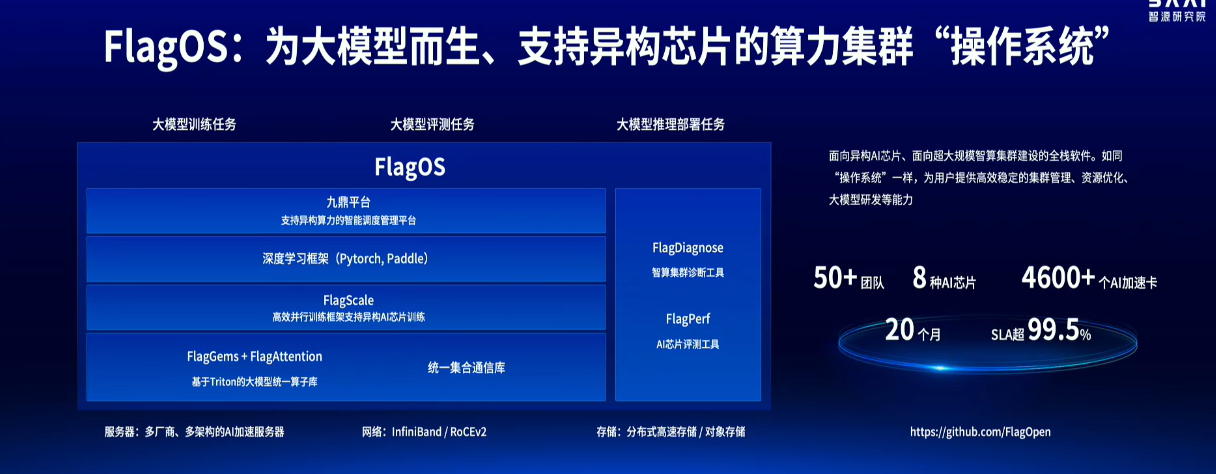 智源研究院
FlagOS：为大模型而生、支持异构芯片的算力集群“操作系统”
大模型训练任务
大模型评测任务
大模型推理部署任务
FlagOS
九鼎平台
支持异构算力的智能调度管理平台
深度学习框架（Pytorch, Paddle）
FlagScale
高效并行训练框架支持异构AI芯片训练
FlagGems + FlagAttention
基于Triton的大模型统一算子库
统一集合通信库
FlagDiagnose
智算集群诊断工具
FlagPerf
AI芯片评测工具
服务器：多厂商、多架构的AI加速服务器
网络：InfiniBand / RoCEv2
存储：分布式高速存储 / 对象存储
面向异构AI芯片、面向超大规模智算集群建设的全栈软件。如同
“操作系统”一样，为用户提供高效稳定的集群管理、资源优化、
大模型研发等能力
50+ 团队
8 种AI芯片
4600+ 个AI加速卡
20 个月
SLA超 99.5%
https://github.com/FlagOpen